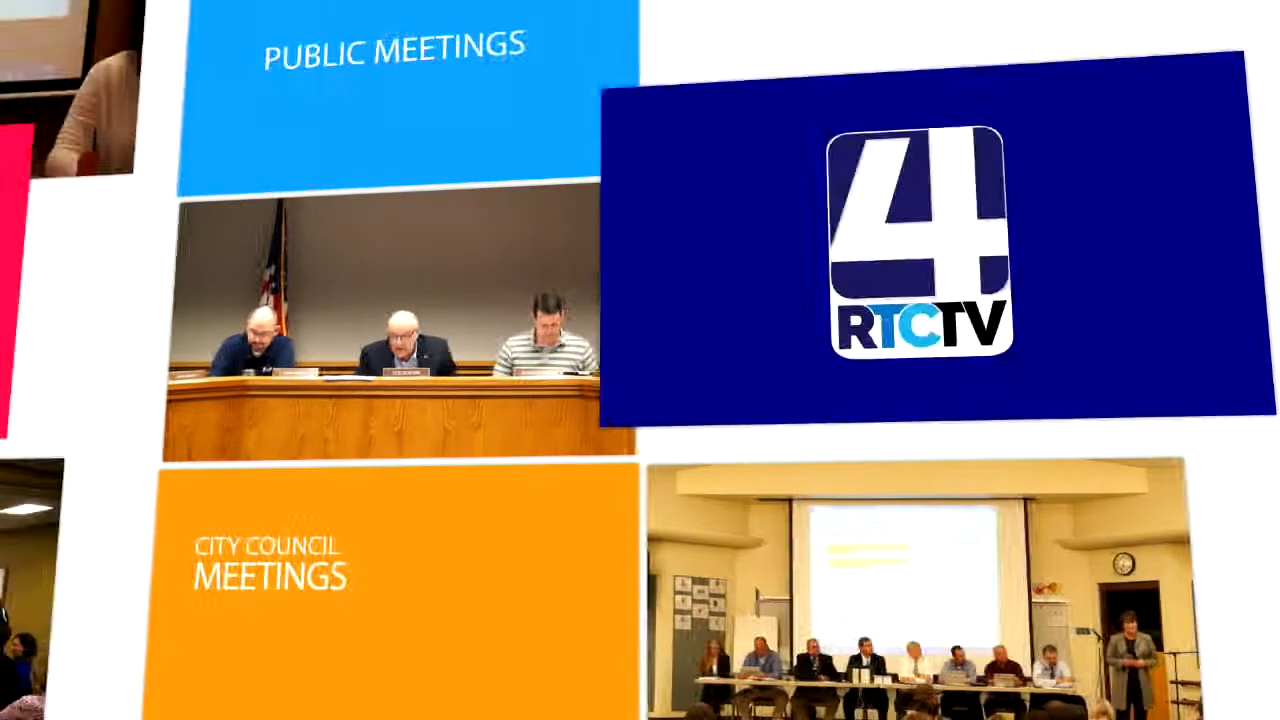 PUBLIC MEETINGS
4
RTCTV
CITY COUNCIL
MEETINGS